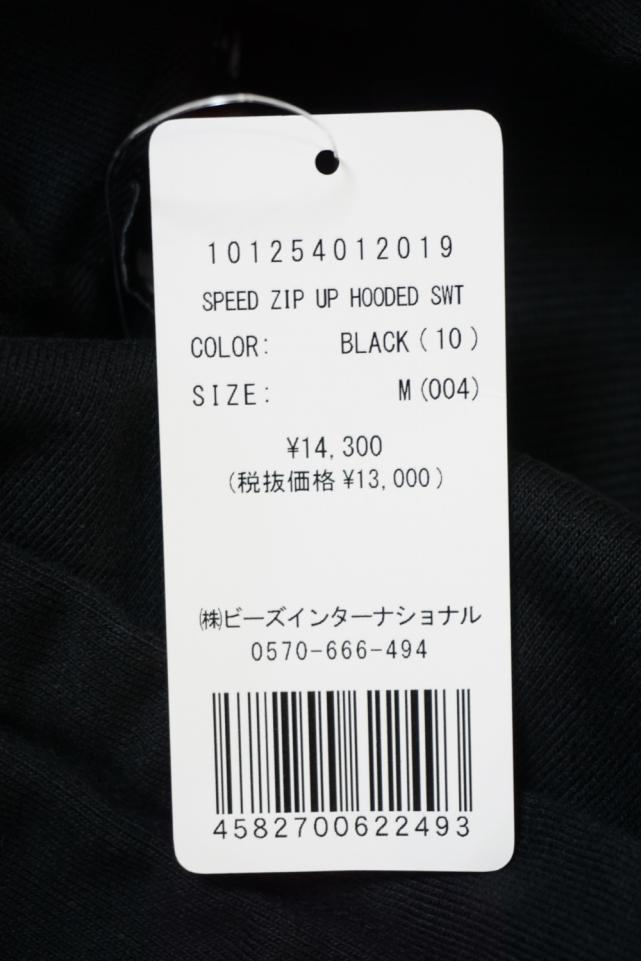 101254012019
SPEED ZIP UP HOODED SWT
COLOR: BLACK(10)
SIZE: M(004)
¥14,300
(税抜価格¥13,000)
㈱ビーズインターナショナル
0570-666-494
4582700622493